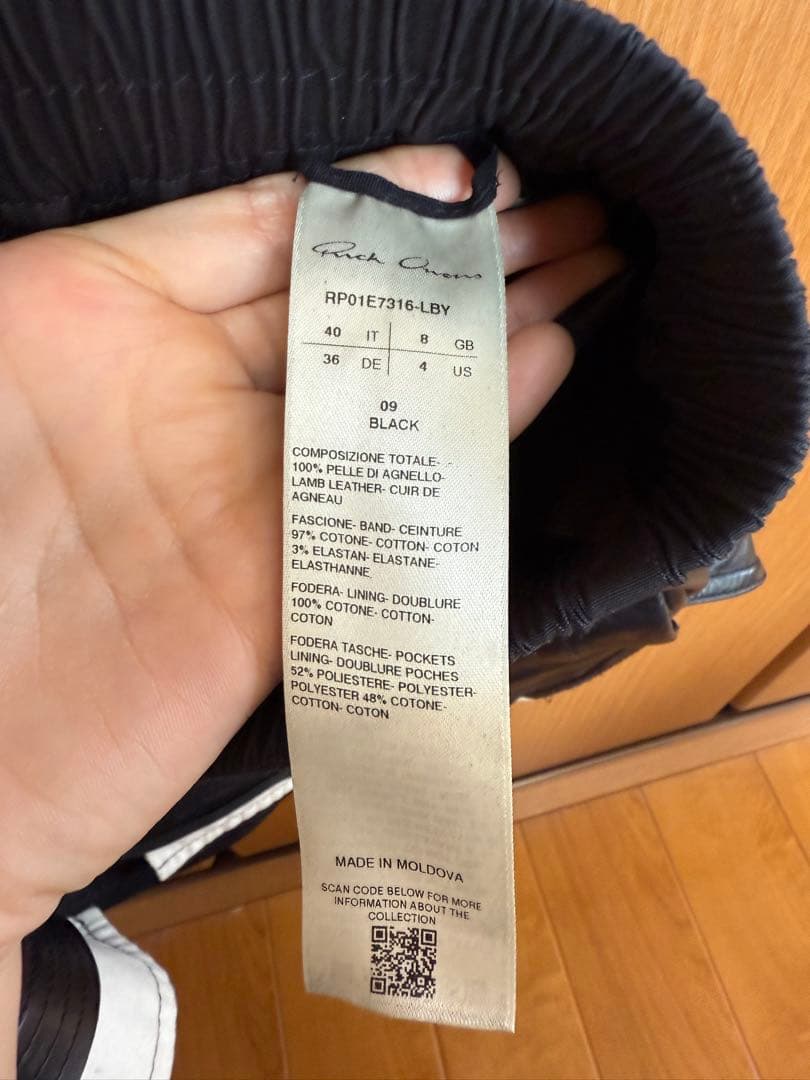 Rick Owens
RP01E7316-LBY
40 IT 8 GB
36 DE 4 US
09
BLACK
COMPOSIZIONE TOTALE-
100% PELLE DI AGNELLO-
LAMB LEATHER- CUIR DE
AGNEAU
FASCIONE- BAND- CEINTURE
97% COTONE- COTTON- COTON
3% ELASTAN- ELASTANE-
ELASTHANNE
FODERA- LINING- DOUBLURE
100% COTONE- COTTON-
COTON
FODERA TASCHE- POCKETS
LINING- DOUBLURE POCHES
52% POLIESTERE- POLYESTER-
POLYESTER 48% COTONE-
COTTON- COTON
MADE IN MOLDOVA
SCAN CODE BELOW FOR MORE
INFORMATION ABOUT THE
COLLECTION